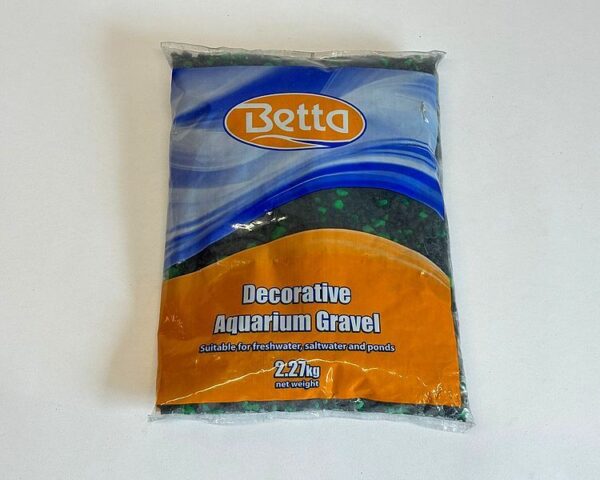 Betta
Decorative
Aquarium Gravel
Suitable for freshwater, saltwater and ponds
2.27kg
net weight